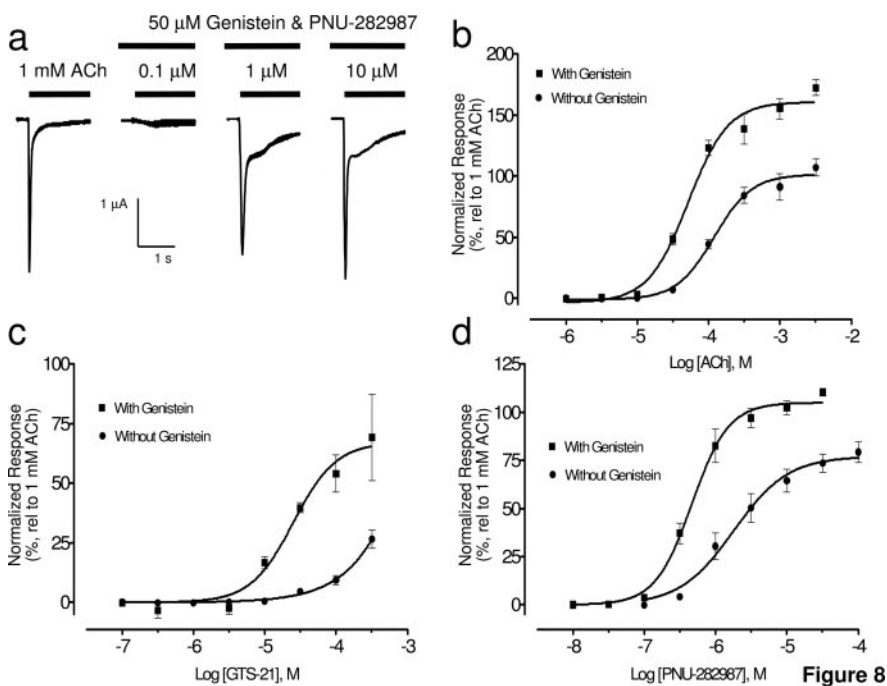 a
50 μM Genistein & PNU-282987
1 mM ACh
0.1 μM
1 μM
10 μM
1 μA
1 s
b
Normalized Response
(%, rel to 1 mM ACh)
200
150
100
50
0
With Genistein
Without Genistein
-6
-5
-4
-3
-2
Log [ACh], M
c
Normalized Response
(%, rel to 1 mM ACh)
100
75
50
25
0
With Genistein
Without Genistein
-7
-6
-5
-4
-3
Log [GTS-21], M
d
Normalized Response
(%, rel to 1 mM ACh)
125
100
75
50
25
0
With Genistein
Without Genistein
-8
-7
-6
-5
-4
Log [PNU-282987], M
Figure 8